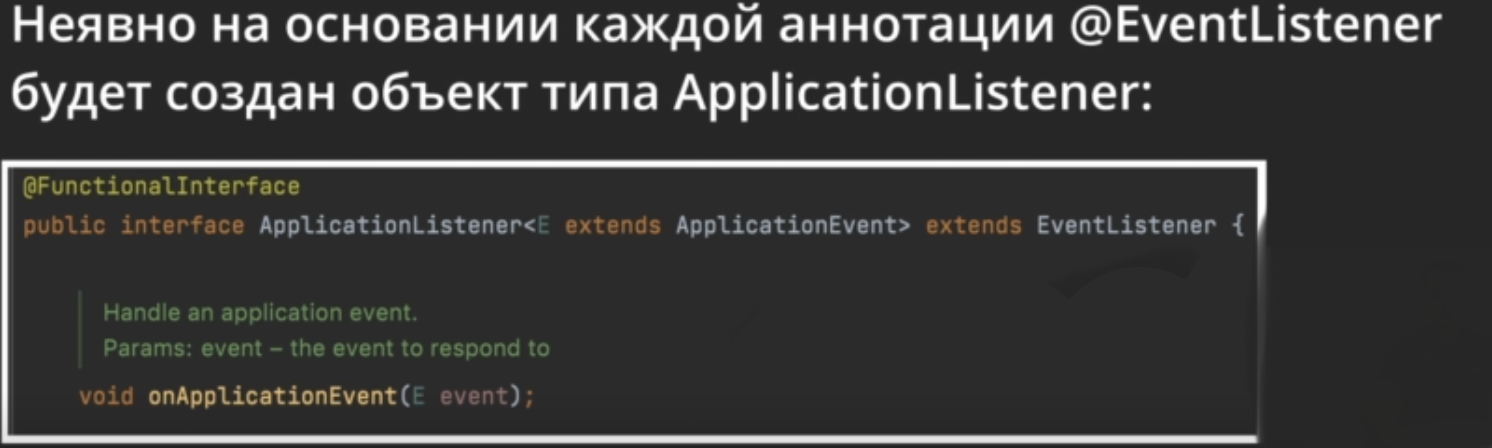 Неявно на основании каждой аннотации @EventListener
будет создан объект типа ApplicationListener:
@FunctionalInterface
public interface ApplicationListener<E extends ApplicationEvent> extends EventListener {
Handle an application event.
Params: event – the event to respond to
void onApplicationEvent(E event);